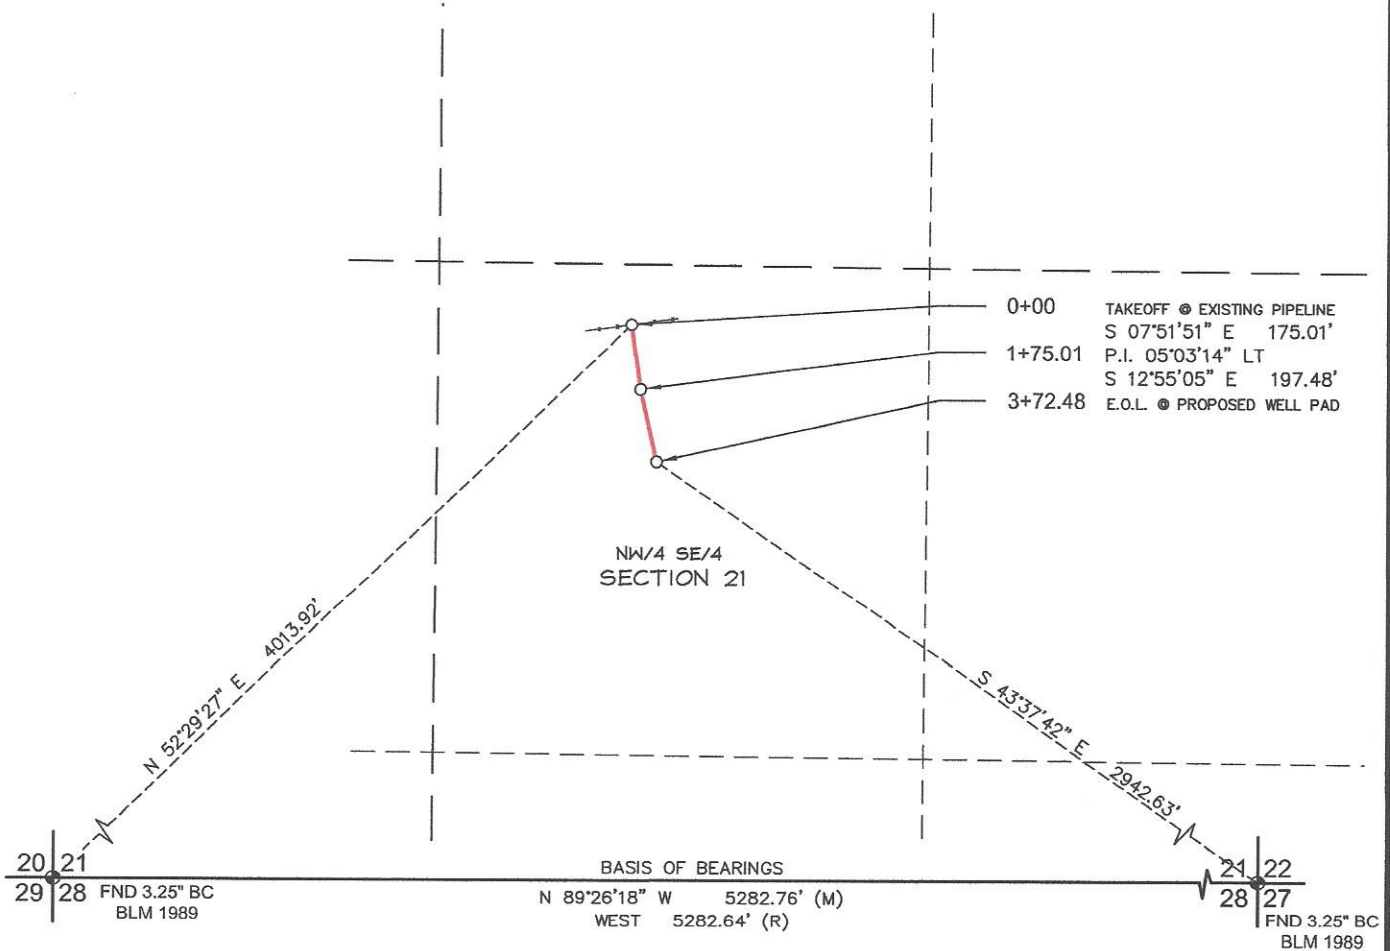 0+00 TAKEOFF @ EXISTING PIPELINE
S 07°51'51" E 175.01'
1+75.01 P.I. 05°03'14" LT
S 12°55'05" E 197.48'
3+72.48 E.O.L. @ PROPOSED WELL PAD
NW/4 SE/4
SECTION 21
N 52°29'27" E 4013.92'
S 43°37'42" E 2942.63'
20 21
29 28
FND 3.25" BC
BLM 1989
BASIS OF BEARINGS
N 89°26'18" W 5282.76' (M)
WEST 5282.64' (R)
21 22
28 27
FND 3.25" BC
BLM 1989